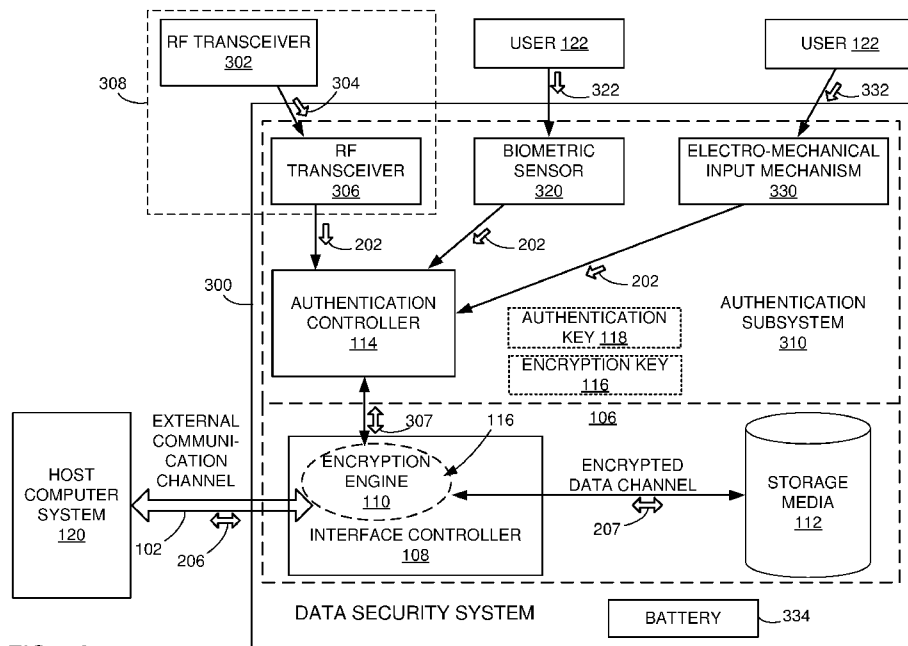 RF TRANSCEIVER
302
USER 122
USER 122
308
304
322
332
RF
TRANSCEIVER
306
BIOMETRIC
SENSOR
320
ELECTRO-MECHANICAL
INPUT MECHANISM
330
202
202
202
300
AUTHENTICATION
CONTROLLER
114
AUTHENTICATION
KEY 118
ENCRYPTION KEY
116
AUTHENTICATION
SUBSYSTEM
310
EXTERNAL
COMMUNI-
CATION
CHANNEL
307
116
106
HOST
COMPUTER
SYSTEM
120
ENCRYPTION
ENGINE
110
ENCRYPTED
DATA CHANNEL
STORAGE
MEDIA
112
102
206
INTERFACE CONTROLLER
108
207
DATA SECURITY SYSTEM
BATTERY
334